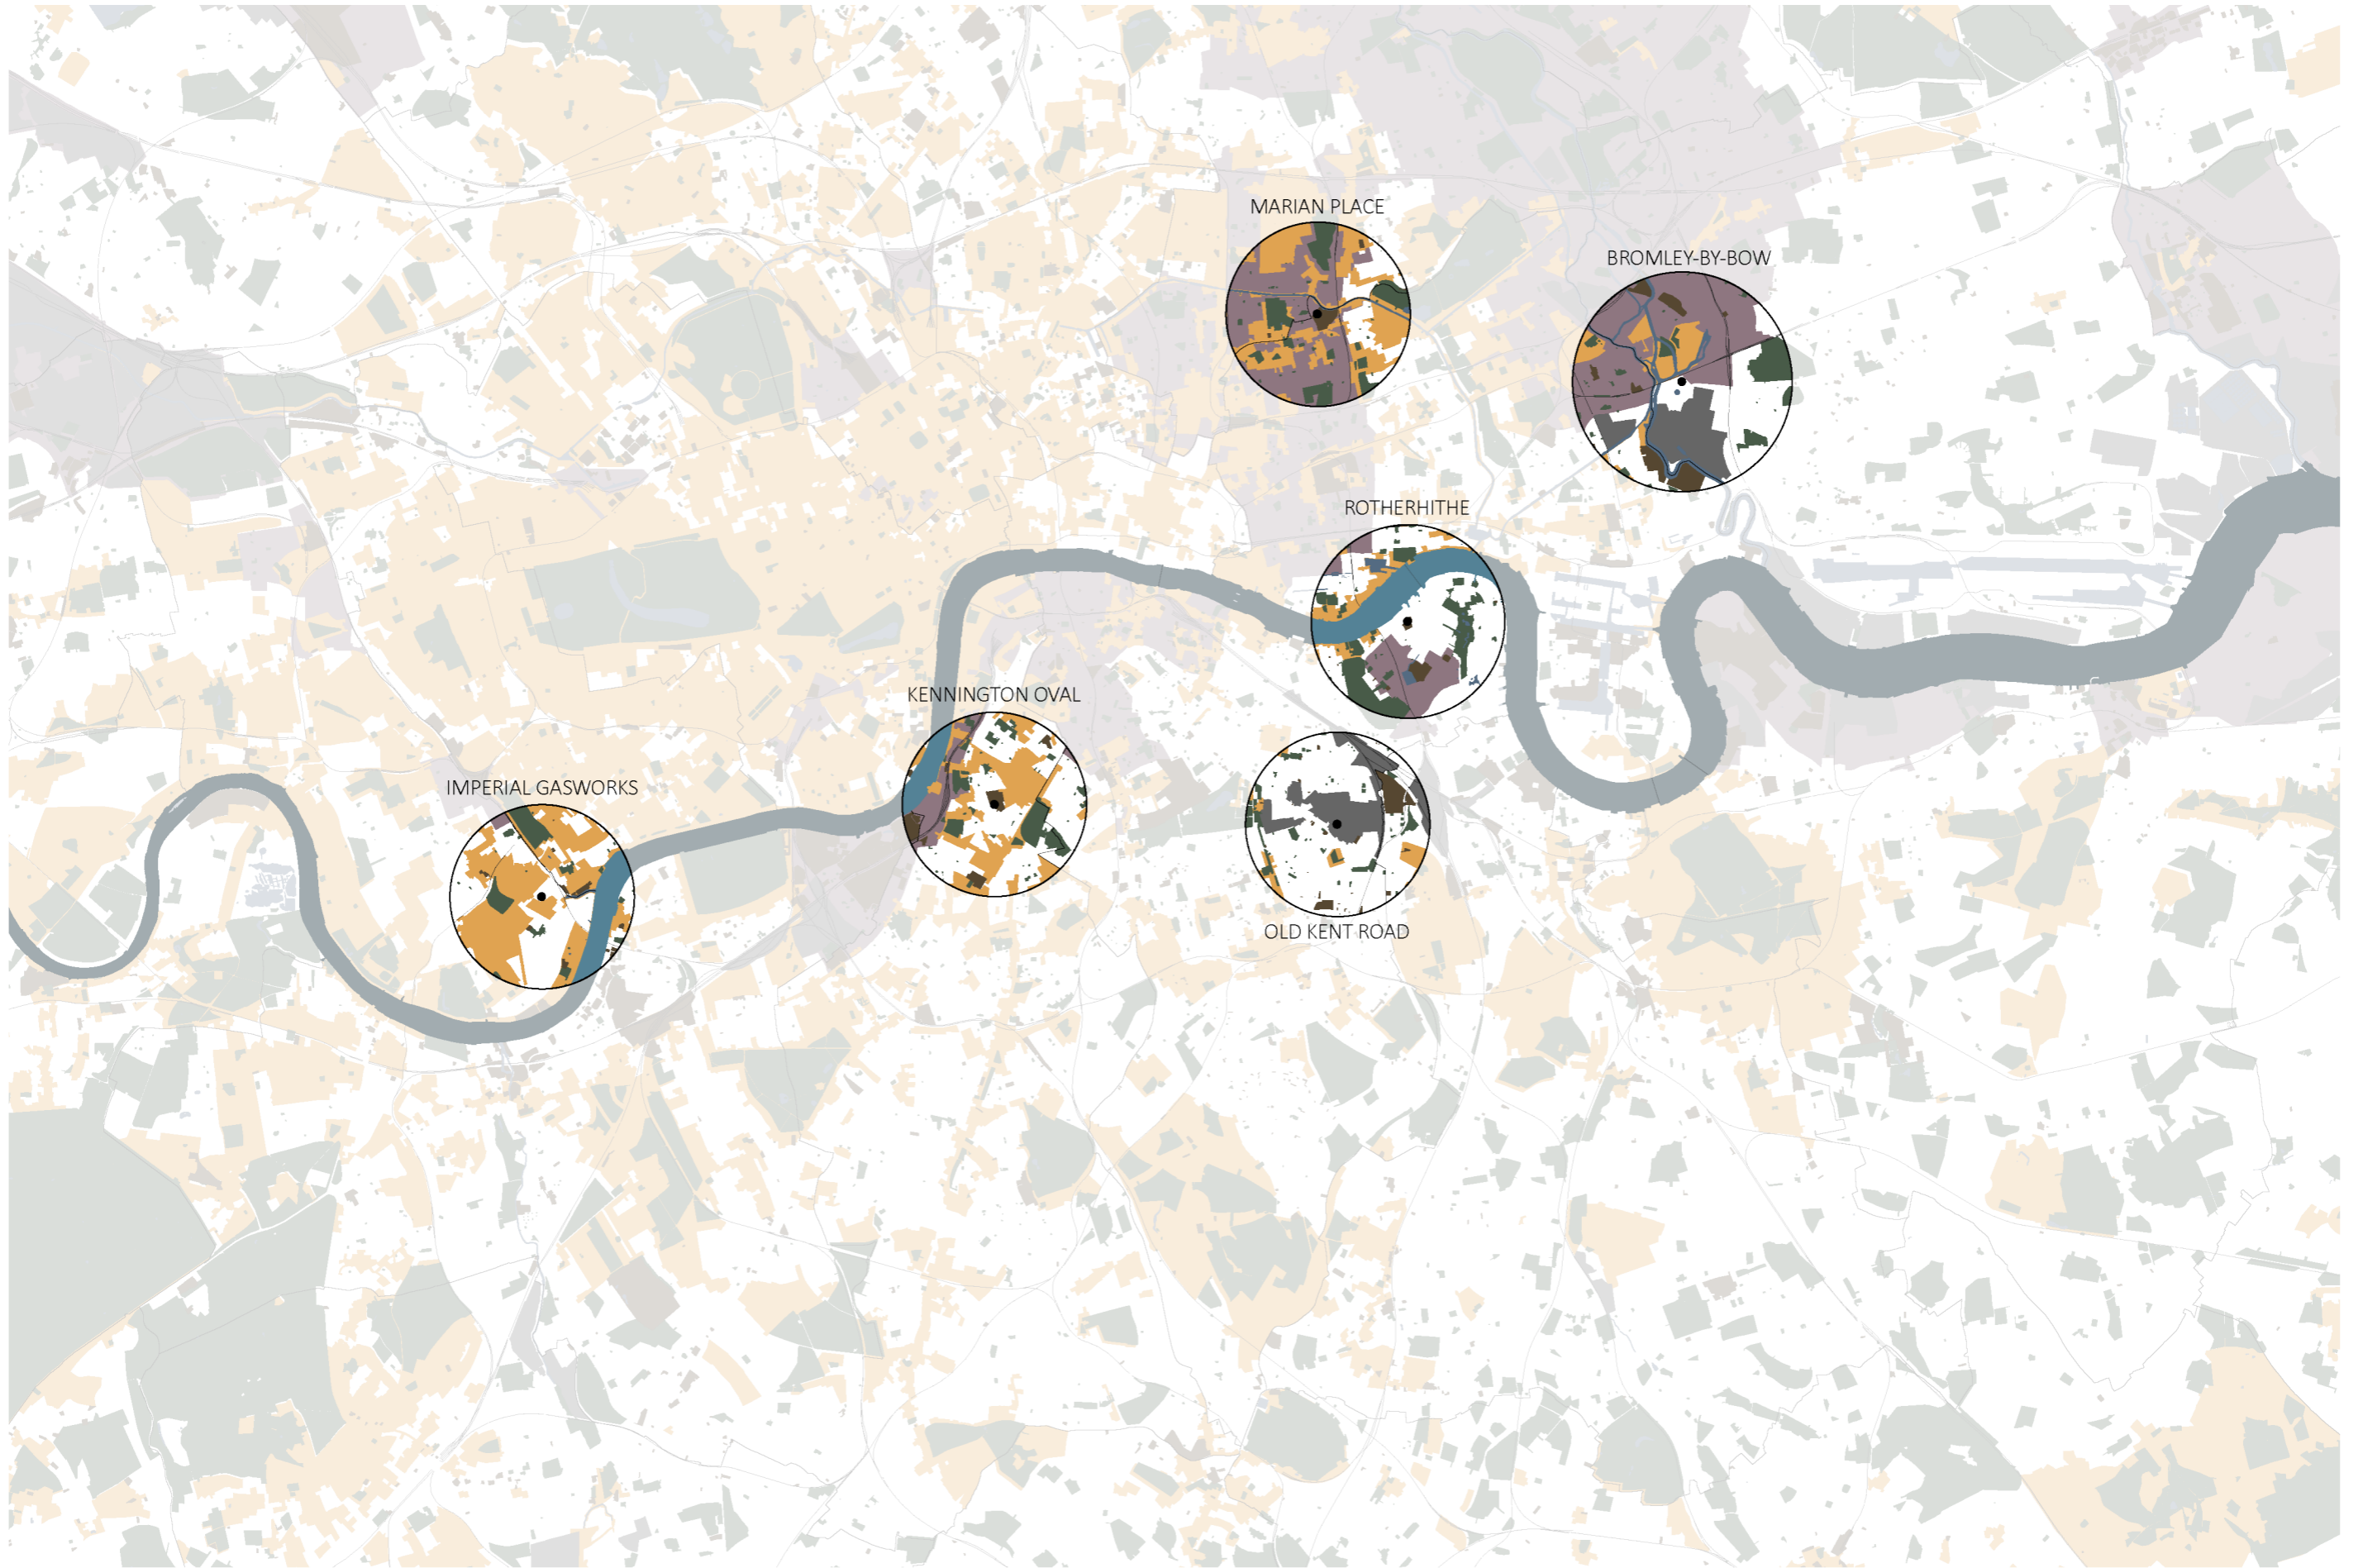 MARIAN PLACE
BROMLEY-BY-BOW
ROTHERHITHE
KENNINGTON OVAL
IMPERIAL GASWORKS
OLD KENT ROAD